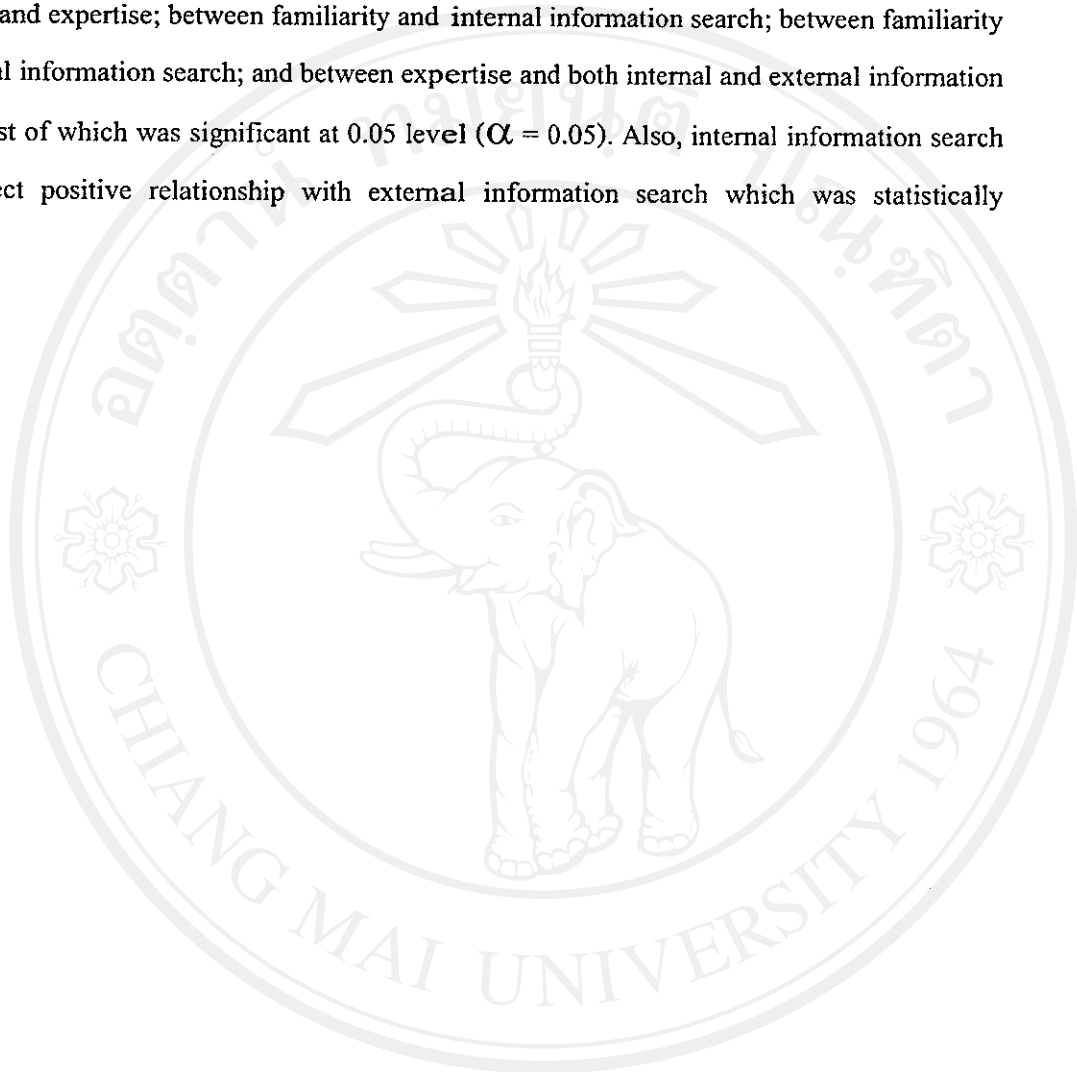 and expertise; between familiarity and internal information search; between familiarity
l information search; and between expertise and both internal and external information
st of which was significant at 0.05 level (α = 0.05). Also, internal information search
ct positive relationship with external information search which was statistically
CHIANG MAI UNIVERSITY 1964